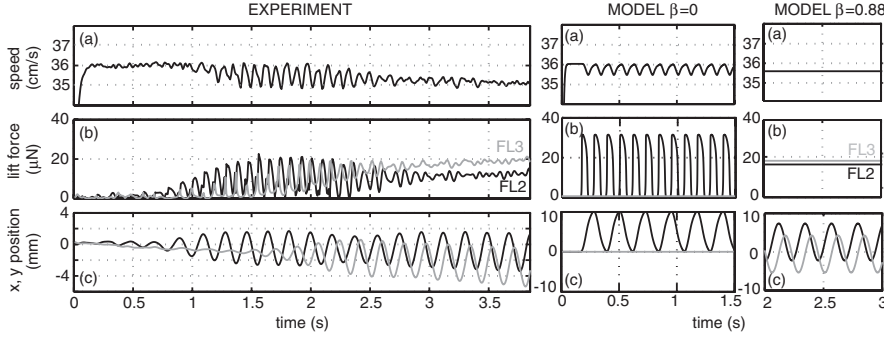 EXPERIMENT
MODEL β=0
MODEL β=0.88
speed
(cm/s)
37
36
35
(a)
37
36
35
(a)
37
36
35
(a)
lift force
(μN)
40
20
0
(b)
FL3
FL2
40
20
0
(b)
40
20
0
(b)
FL3
FL2
x, y position
(mm)
4
0
-4
(c)
10
0
-10
(c)
10
0
-10
(c)
0 0.5 1 1.5 2 2.5 3 3.5
0 0.5 1 1.5
2 2.5 3
time (s)
time (s)
time (s)